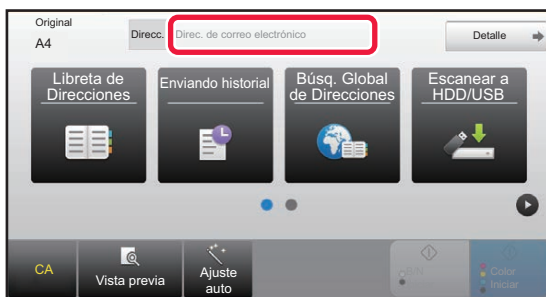 Original
A4
Direcc.
Direc. de correo electrónico
Detalle
Libreta de
Direcciones
Enviando historial
Búsq. Global
de Direcciones
Escanear a
HDD/USB
CA
Vista previa
Ajuste
auto
B/N
Iniciar
Color
Iniciar